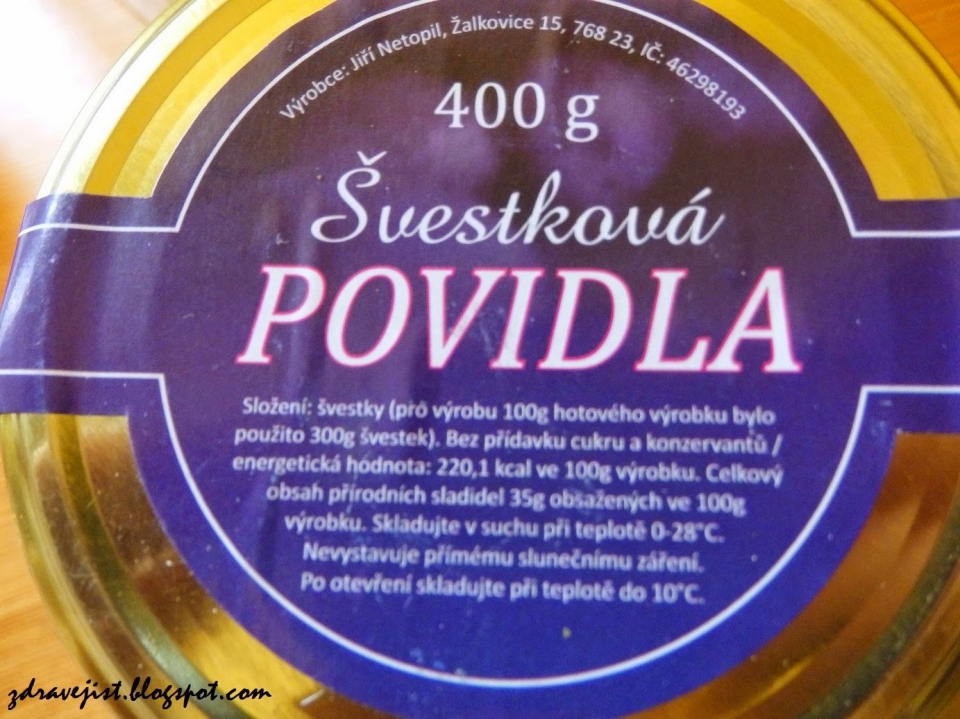 Výrobce: Jiří Netopil, Žalkovice 15, 768 23, IČ: 46298193
400 g
Švestková
POVIDLA
Složení: švestky (pro výrobu 100g hotového výrobku bylo
použito 300g švestek). Bez přídavku cukru a konzervantů /
energetická hodnota: 220,1 kcal ve 100g výrobku. Celkový
obsah přírodních sladidel 35g obsažených ve 100g
výrobku. Skladujte v suchu při teplotě 0-28°C.
Nevystavuje přímému slunečnímu záření.
Po otevření skladujte při teplotě do 10°C.
zdravejist.blogspot.com